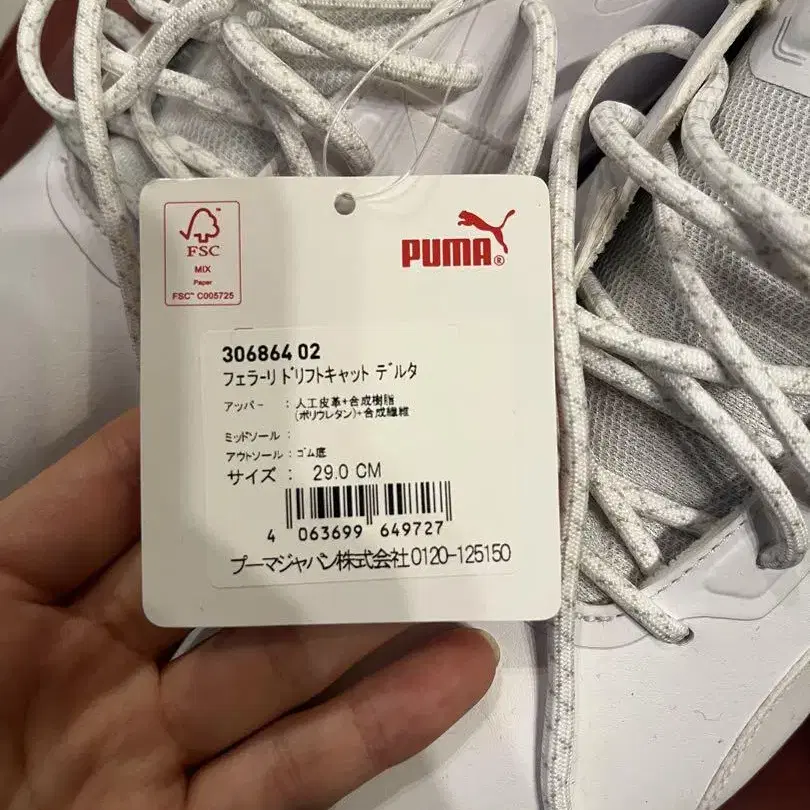 FSC
MIX
Paper
FSC™ C005725
PUMA®
306864 02
フェラーリ ドリフトキャット デルタ
アッパー : 人工皮革+合成樹脂
(ポリウレタン)+合成繊維
ミッドソール :
アウトソール : ゴム底
サイズ : 29.0 CM
4 063699 649727
プーマジャパン株式会社0120-125150